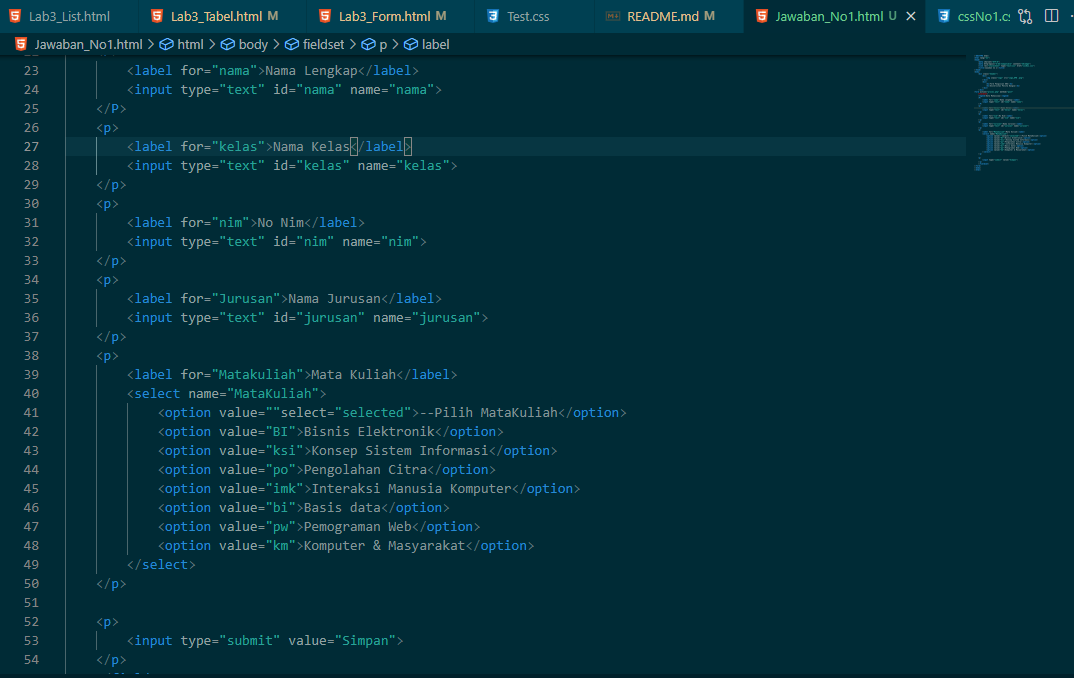 Lab3_List.html Lab3_Tabel.html M Lab3_Form.html M Test.css README.md M Jawaban_No1.html U cssNo1.cs
Jawaban_No1.html > html > body > fieldset > p > label
23 <label for="nama">Nama Lengkap</label>
24 <input type="text" id="nama" name="nama">
25 </P>
26 <p>
27 <label for="kelas">Nama Kelas</label>
28 <input type="text" id="kelas" name="kelas">
29 </p>
30 <p>
31 <label for="nim">No Nim</label>
32 <input type="text" id="nim" name="nim">
33 </p>
34 <p>
35 <label for="Jurusan">Nama Jurusan</label>
36 <input type="text" id="jurusan" name="jurusan">
37 </p>
38 <p>
39 <label for="Matakuliah">Mata Kuliah</label>
40 <select name="MataKuliah">
41 <option value=""select="selected">--Pilih MataKuliah</option>
42 <option value="BI">Bisnis Elektronik</option>
43 <option value="ksi">Konsep Sistem Informasi</option>
44 <option value="po">Pengolahan Citra</option>
45 <option value="imk">Interaksi Manusia Komputer</option>
46 <option value="bi">Basis data</option>
47 <option value="pw">Pemograman Web</option>
48 <option value="km">Komputer & Masyarakat</option>
49 </select>
50 </p>
51
52 <p>
53 <input type="submit" value="Simpan">
54 </p>